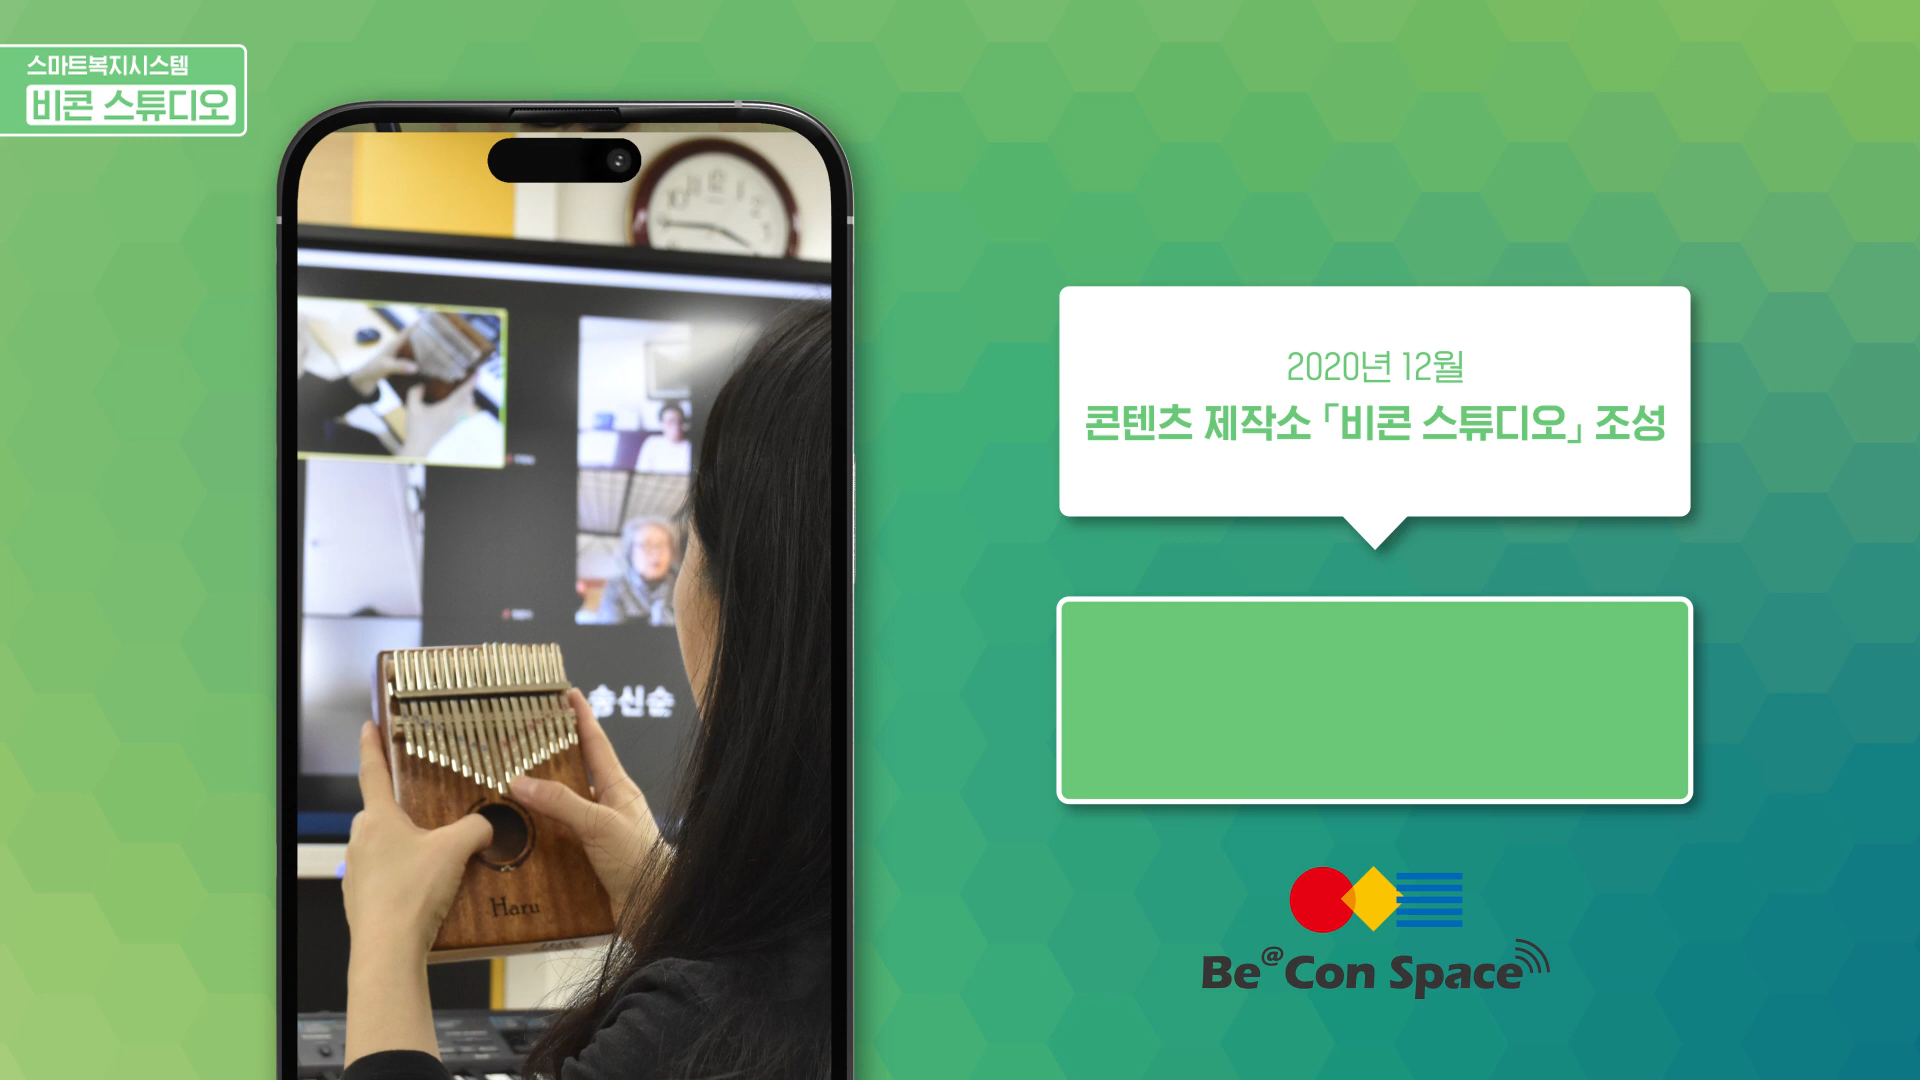 스마트복지시스템
비콘 스튜디오
2020년 12월
콘텐츠 제작소 「비콘 스튜디오」 조성
송신순
Haru
Be@Con Space